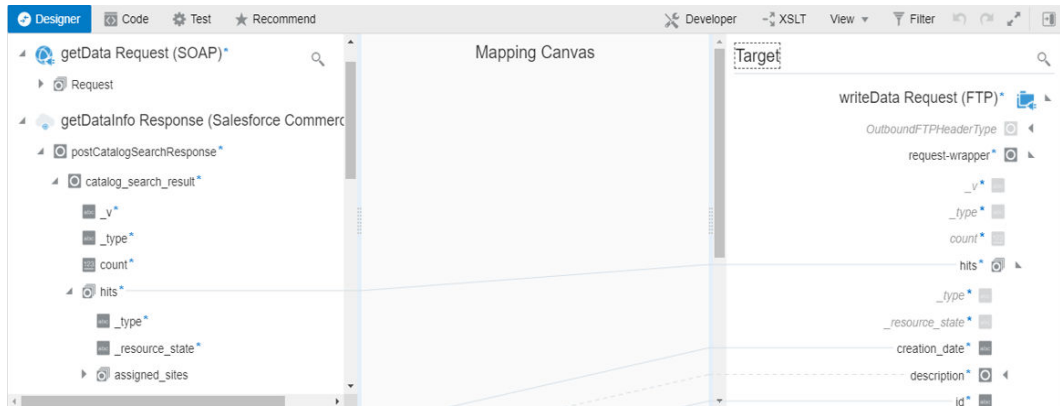 Designer Code Test Recommend Developer XSLT View Filter
getData Request (SOAP)*
Request
getDataInfo Response (Salesforce Commerc
postCatalogSearchResponse*
catalog_search_result*
_v*
_type*
count*
hits*
_type*
_resource_state*
assigned_sites
Mapping Canvas
Target
writeData Request (FTP)*
OutboundFTPHeaderType
request-wrapper*
_v*
_type*
count*
hits*
_type*
_resource_state*
creation_date*
description*
id*